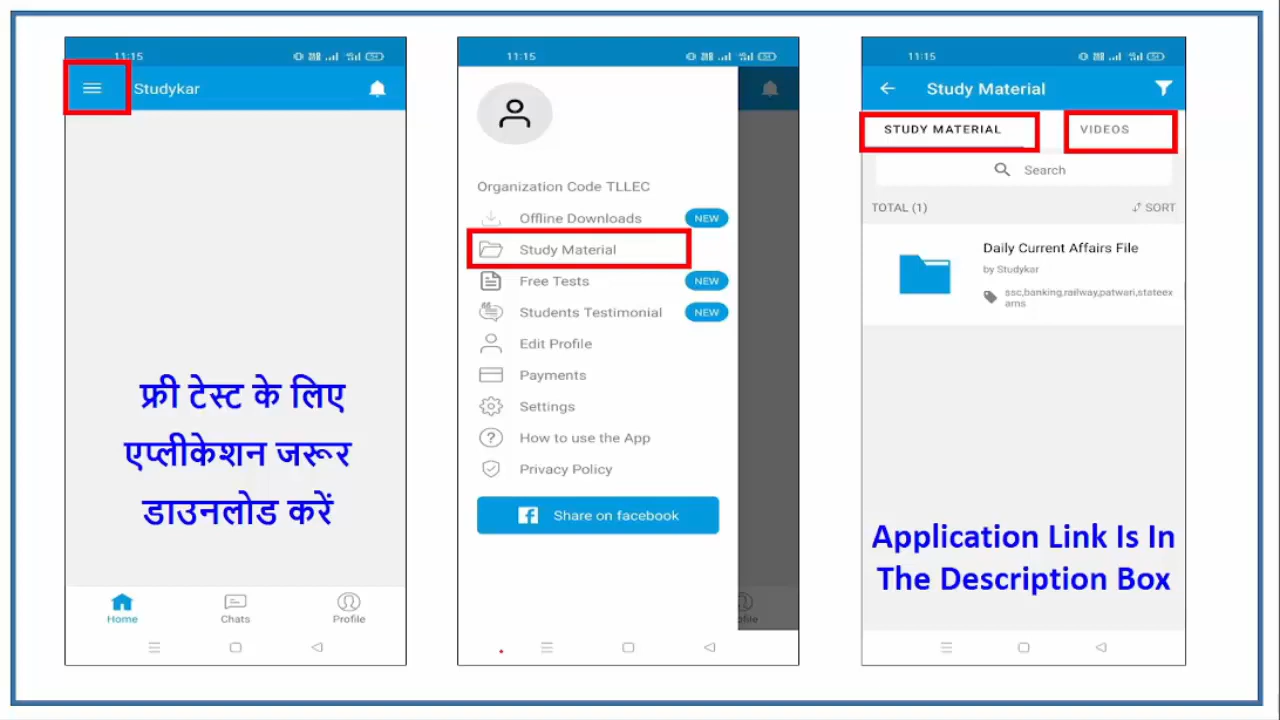 11:15
Studykar
फ्री टेस्ट के लिए
एप्लीकेशन जरूर
डाउनलोड करें
Home
Chats
Profile
11:15
Organization Code TLLEC
Offline Downloads NEW
Study Material
Free Tests NEW
Students Testimonial NEW
Edit Profile
Payments
Settings
How to use the App
Privacy Policy
Share on facebook
11:15
Study Material
STUDY MATERIAL VIDEOS
Search
TOTAL (1) SORT
Daily Current Affairs File
by Studykar
ssc,banking,railway,patwari,stateex
ams
Application Link Is In
The Description Box